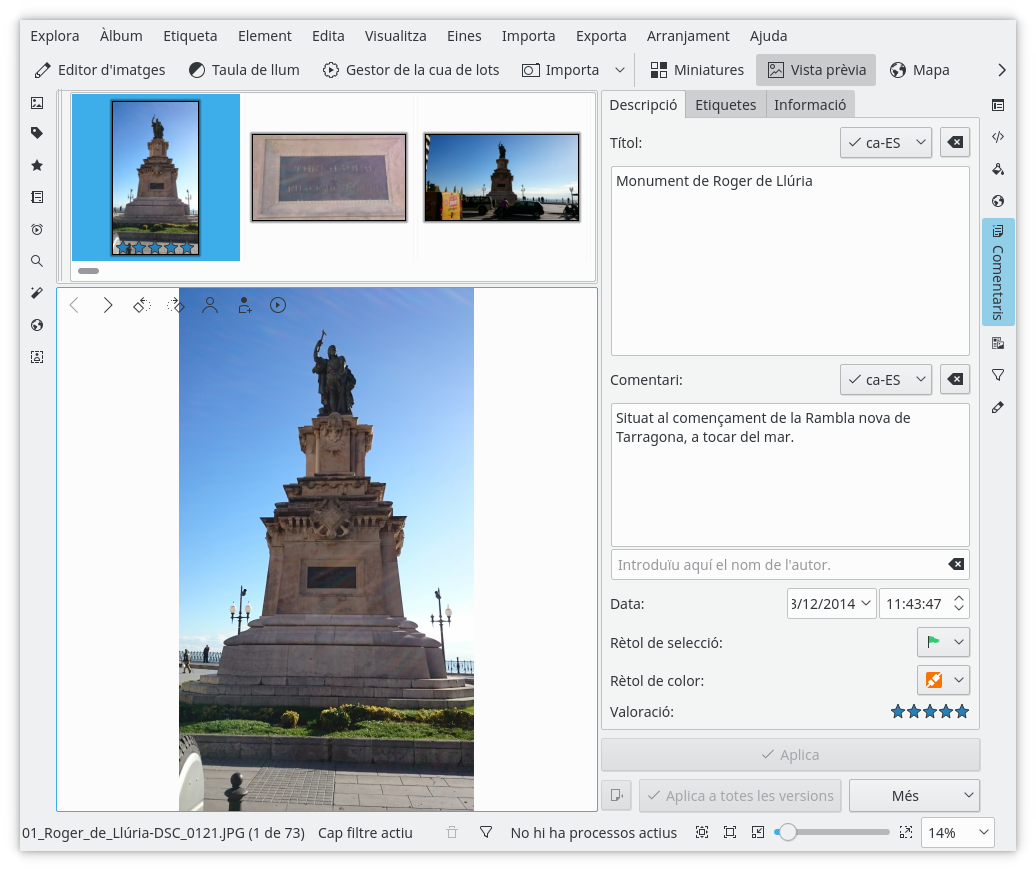 Explora Àlbum Etiqueta Element Edita Visualitza Eines Importa Exporta Arranjament Ajuda
Editor d'imatges Taula de llum Gestor de la cua de lots Importa Miniatures Vista prèvia Mapa
Descripció Etiquetes Informació
Títol: ca-ES
Monument de Roger de Llúria
Comentaris
Comentari: ca-ES
Situat al començament de la Rambla nova de
Tarragona, a tocar del mar.
Introduïu aquí el nom de l'autor.
Data: 3/12/2014 11:43:47
Rètol de selecció:
Rètol de color:
Valoració:
Aplica
Aplica a totes les versions Més
01_Roger_de_Llúria-DSC_0121.JPG (1 de 73) Cap filtre actiu No hi ha processos actius 14%